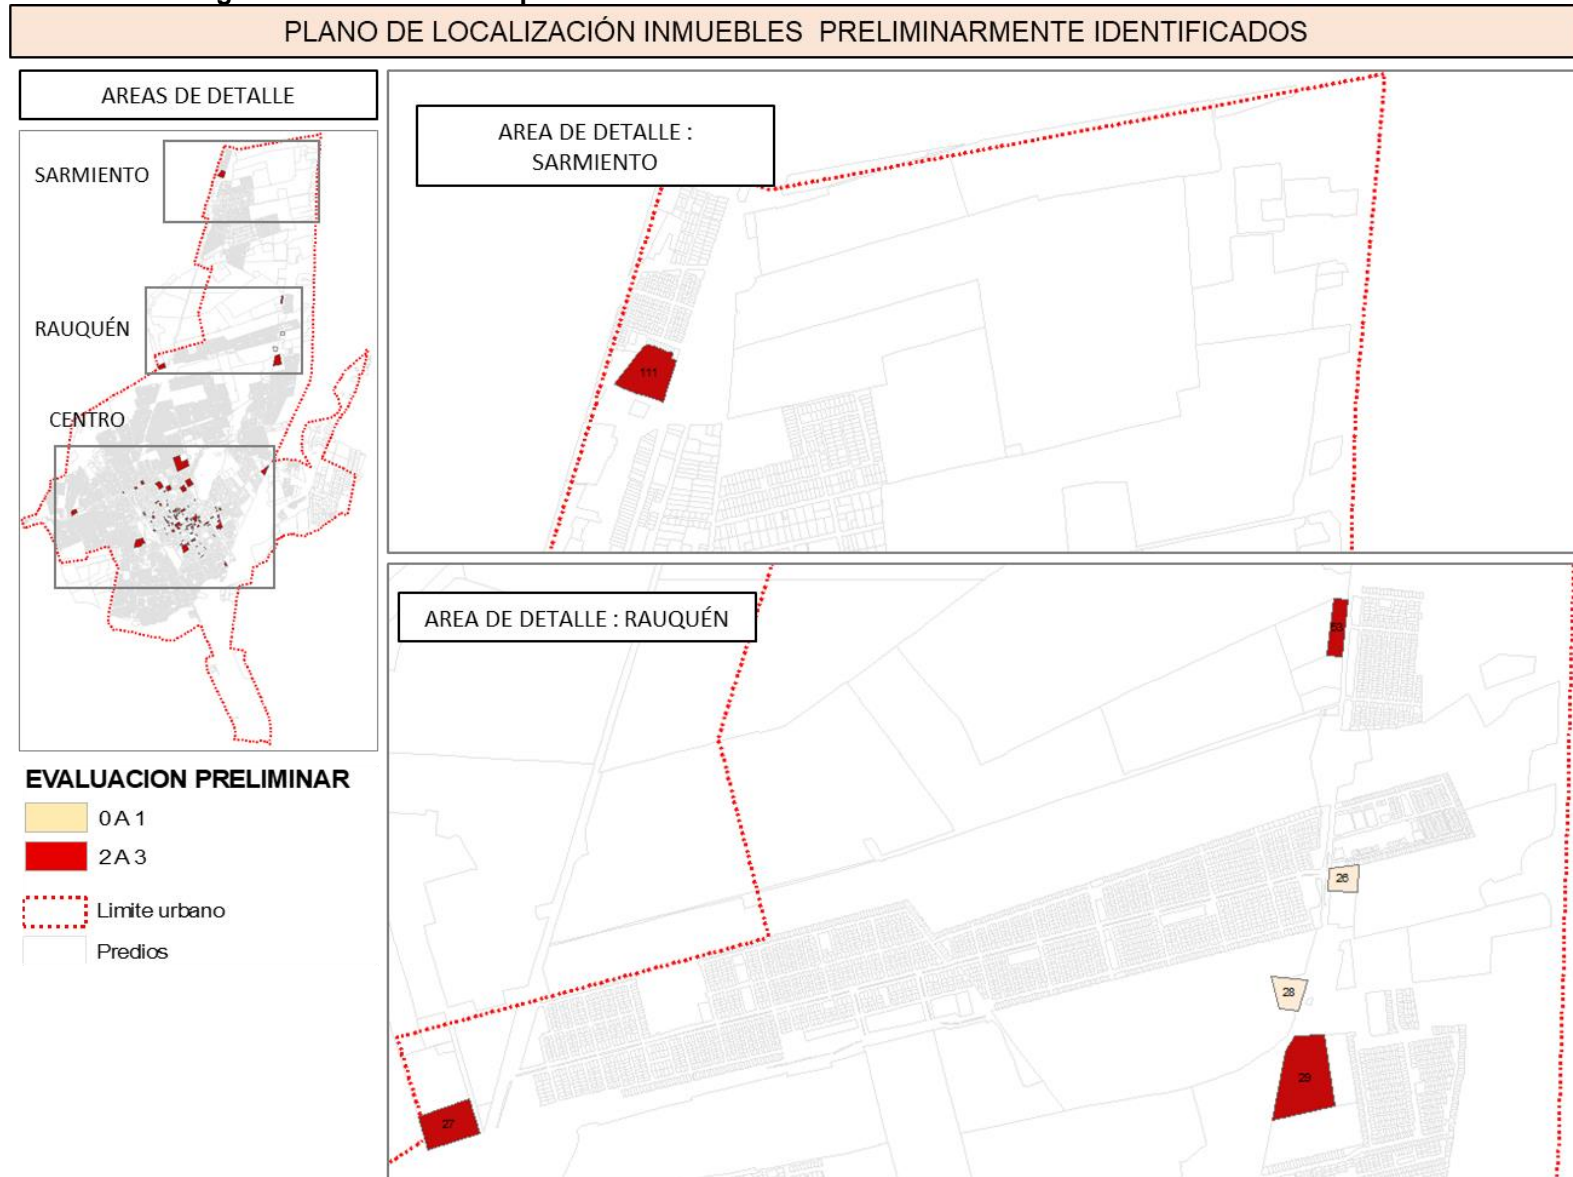 PLANO DE LOCALIZACIÓN INMUEBLES PRELIMINARMENTE IDENTIFICADOS
AREAS DE DETALLE
SARMIENTO
RAUQUÉN
CENTRO
EVALUACION PRELIMINAR
0 A 1
2 A 3
Limite urbano
Predios
AREA DE DETALLE :
SARMIENTO
111
AREA DE DETALLE : RAUQUÉN
53
26
28
29
27